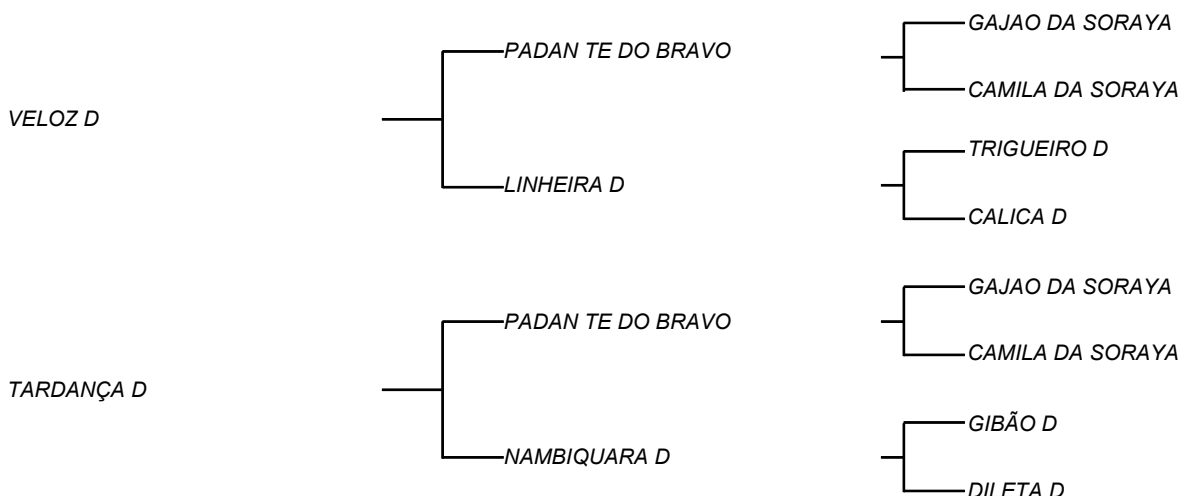 GAJAO DA SORAYA
PADAN TE DO BRAVO
CAMILA DA SORAYA
VELOZ D
TRIGUEIRO D
LINHEIRA D
CALICA D
GAJAO DA SORAYA
PADAN TE DO BRAVO
CAMILA DA SORAYA
TARDANÇA D
GIBÃO D
NAMBIQUARA D
DILETA D